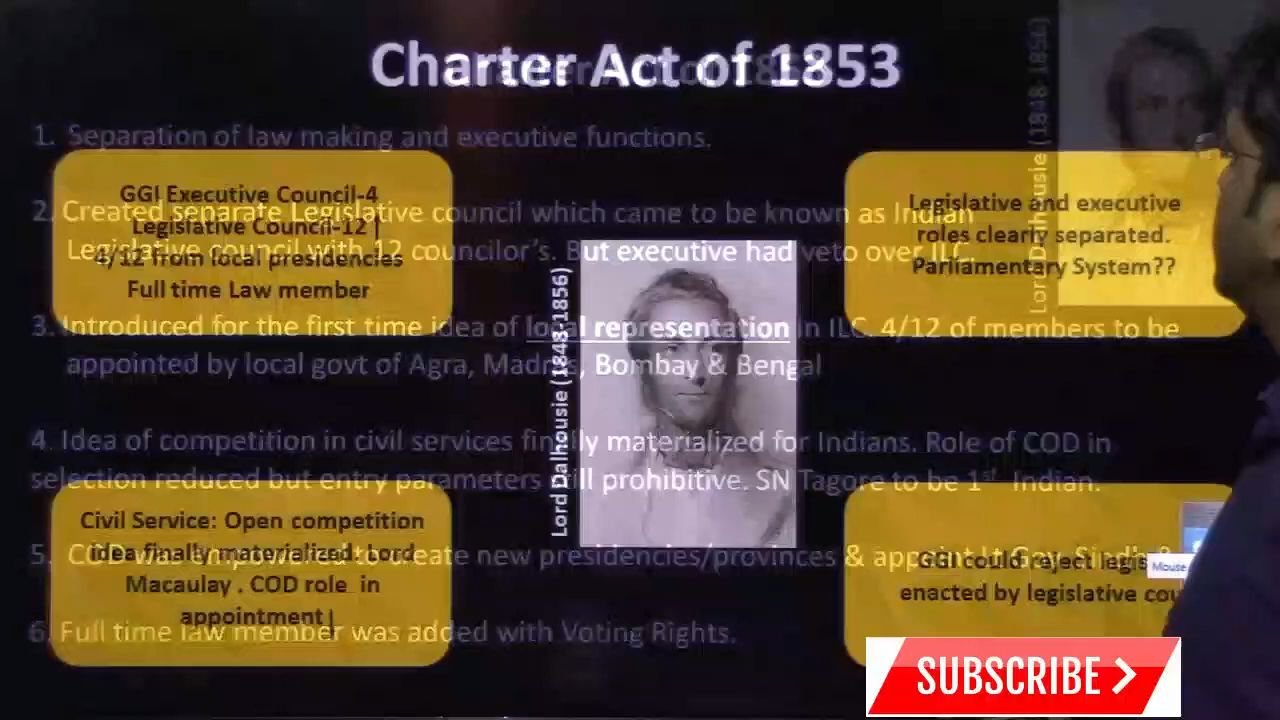 Charter Act of 1853
1. Separation of law making and executive functions.
2. Created separate Legislative council which came to be known as Indian
Legislative council with 12 councilor's. But executive had veto over ILC.
3. Introduced for the first time idea of local representation in ILC. 4/12 of members to be
appointed by local govt of Agra, Madras, Bombay & Bengal
4. Idea of competition in civil services finally materialized for Indians. Role of COD in
selection reduced but entry parameters still prohibitive. SN Tagore to be 1st Indian.
5. COD was empowered to create new presidencies/provinces & appoint Lt Gov. Sindh &
6. Full time law member was added with Voting Rights.
GGI Executive Council-4
Legislative Council-12 |
4/12 from local presidencies
Full time Law member
Legislative and executive
roles clearly separated.
Parliamentary System??
Lord Dalhousie (1848-1856)
Lord Dalhousie (1848-1856)
Civil Service: Open competition
idea finally materialized. Lord
Macaulay . COD role in
appointment|
GGI could reject legis
enacted by legislative cou
Mouse
SUBSCRIBE